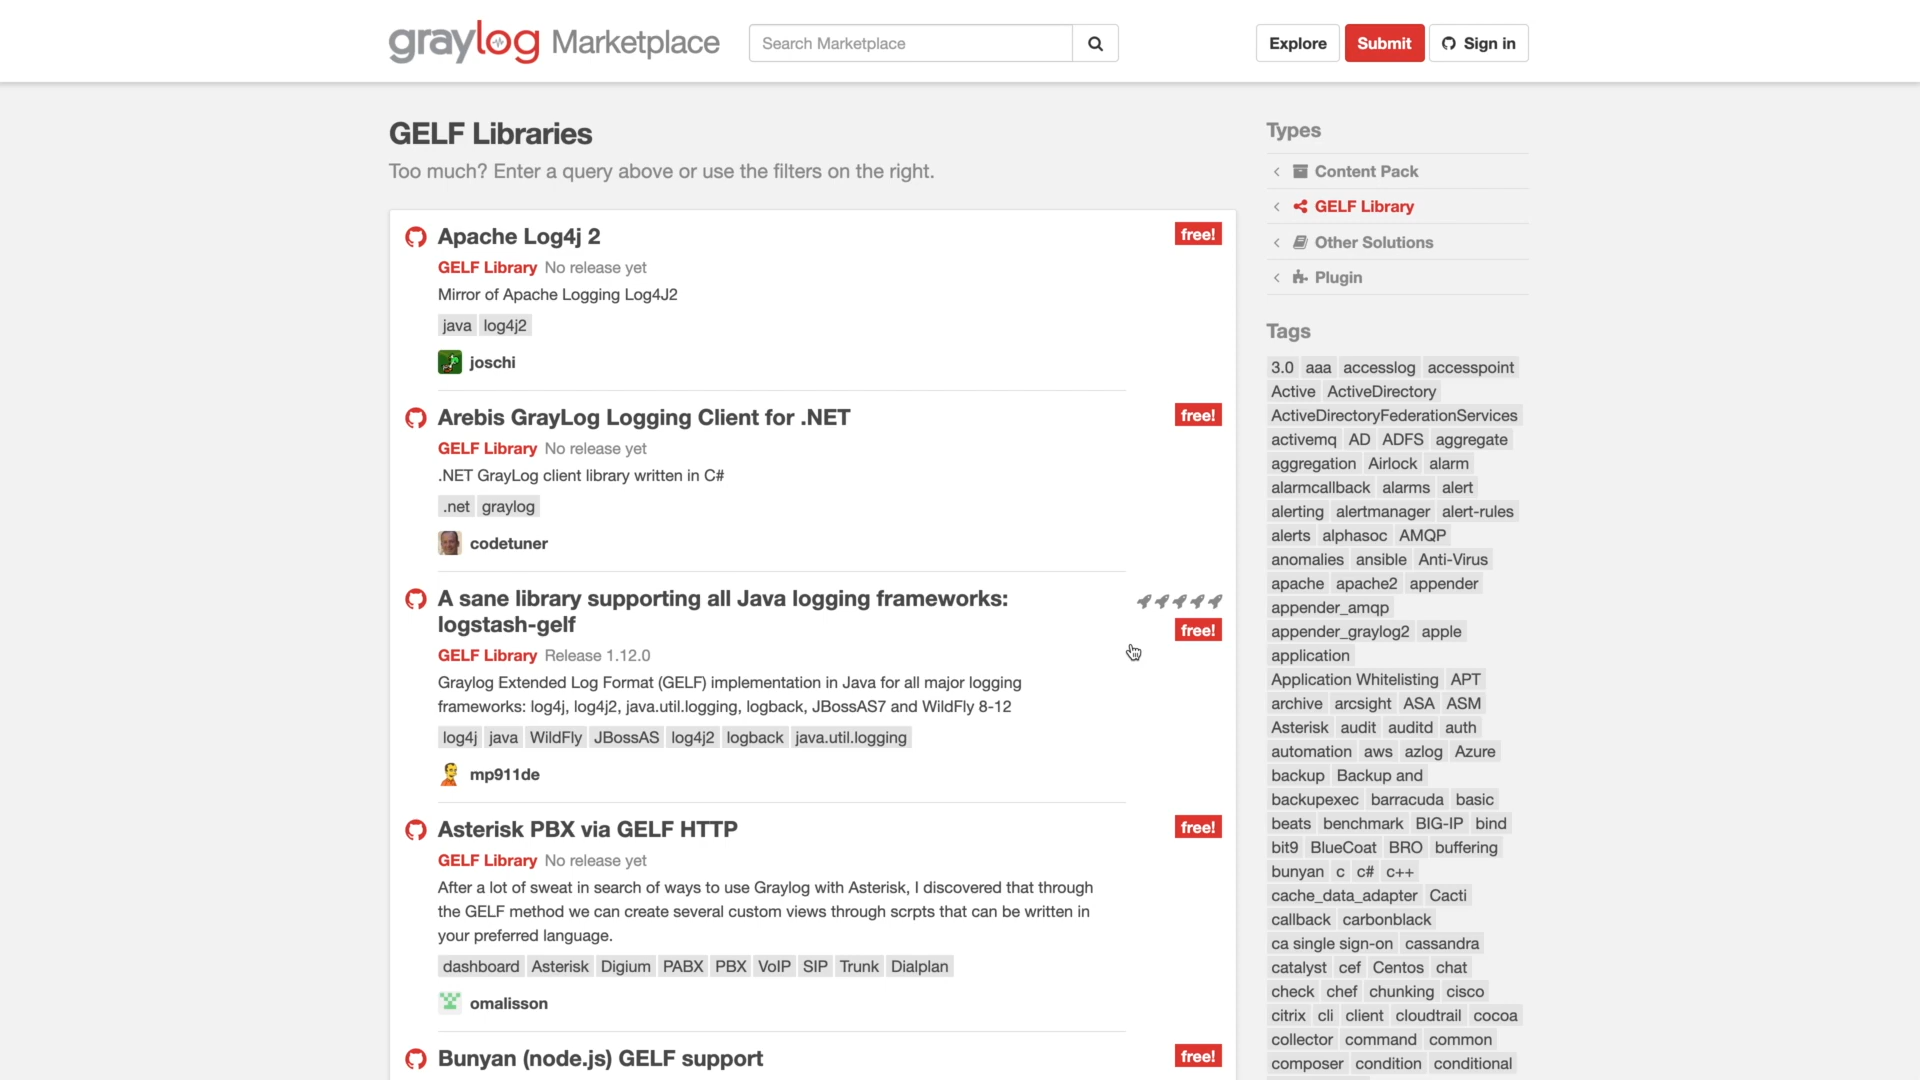 graylog Marketplace
Search Marketplace
Explore
Submit
Sign in
GELF Libraries
Too much? Enter a query above or use the filters on the right.
Apache Log4j 2
free!
GELF Library No release yet
Mirror of Apache Logging Log4J2
java log4j2
joschi
Arebis GrayLog Logging Client for .NET
free!
GELF Library No release yet
.NET GrayLog client library written in C#
.net graylog
codetuner
A sane library supporting all Java logging frameworks:
logstash-gelf
free!
GELF Library Release 1.12.0
Graylog Extended Log Format (GELF) implementation in Java for all major logging
frameworks: log4j, log4j2, java.util.logging, logback, JBossAS7 and WildFly 8-12
log4j java WildFly JBossAS log4j2 logback java.util.logging
mp911de
Asterisk PBX via GELF HTTP
free!
GELF Library No release yet
After a lot of sweat in search of ways to use Graylog with Asterisk, I discovered that through
the GELF method we can create several custom views through scrpts that can be written in
your preferred language.
dashboard Asterisk Digium PABX PBX VoIP SIP Trunk Dialplan
omalisson
Bunyan (node.js) GELF support
free!
Types
Content Pack
GELF Library
Other Solutions
Plugin
Tags
3.0 aaa accesslog accesspoint
Active ActiveDirectory
ActiveDirectoryFederationServices
activemq AD ADFS aggregate
aggregation Airlock alarm
alarmcallback alarms alert
alerting alertmanager alert-rules
alerts alphasoc AMQP
anomalies ansible Anti-Virus
apache apache2 appender
appender_amqp
appender_graylog2 apple
application
Application Whitelisting APT
archive arcsight ASA ASM
Asterisk audit auditd auth
automation aws azlog Azure
backup Backup and
backupexec barracuda basic
beats benchmark BIG-IP bind
bit9 BlueCoat BRO buffering
bunyan c c# c++
cache_data_adapter Cacti
callback carbonblack
ca single sign-on cassandra
catalyst cef Centos chat
check chef chunking cisco
citrix cli client cloudtrail cocoa
collector command common
composer condition conditional